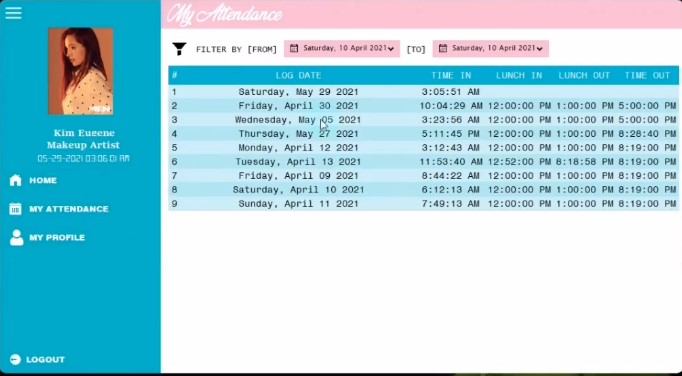 My Attendance
FILTER BY [FROM] Saturday, 10 April 2021 [TO] Saturday, 10 April 2021
Kim Eugene
Makeup Artist
05-29-2021 03:06:01 AM
HOME
MY ATTENDANCE
MY PROFILE
LOGOUT
# LOG DATE TIME IN LUNCH IN LUNCH OUT TIME OUT
1 Saturday, May 29 2021 3:05:51 AM
2 Friday, April 30 2021 10:04:29 AM 12:00:00 PM 1:00:00 PM 5:00:00 PM
3 Wednesday, May 05 2021 3:23:56 AM 12:00:00 PM 1:00:00 PM 5:00:00 PM
4 Thursday, May 27 2021 5:11:45 PM 12:00:00 PM 1:00:00 PM 8:28:40 PM
5 Monday, April 12 2021 3:12:43 AM 12:00:00 PM 1:00:00 PM 8:19:00 PM
6 Tuesday, April 13 2021 11:53:40 AM 12:52:00 PM 8:18:58 PM 8:19:00 PM
7 Friday, April 09 2021 8:44:22 AM 12:00:00 PM 1:00:00 PM 8:19:00 PM
8 Saturday, April 10 2021 6:12:13 AM 12:00:00 PM 1:00:00 PM 8:19:00 PM
9 Sunday, April 11 2021 7:49:13 AM 12:00:00 PM 1:00:00 PM 8:19:00 PM